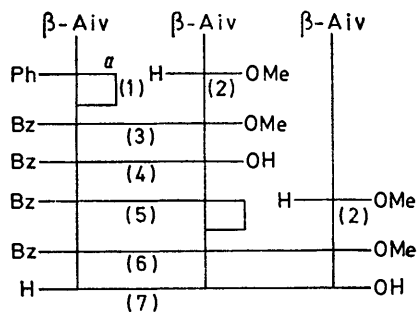 β-Aiv β-Aiv β-Aiv
Ph a (1) H (2) OMe
Bz (3) OMe
Bz (4) OH
Bz (5) H (2) OMe
Bz (6) OMe
H (7) OH